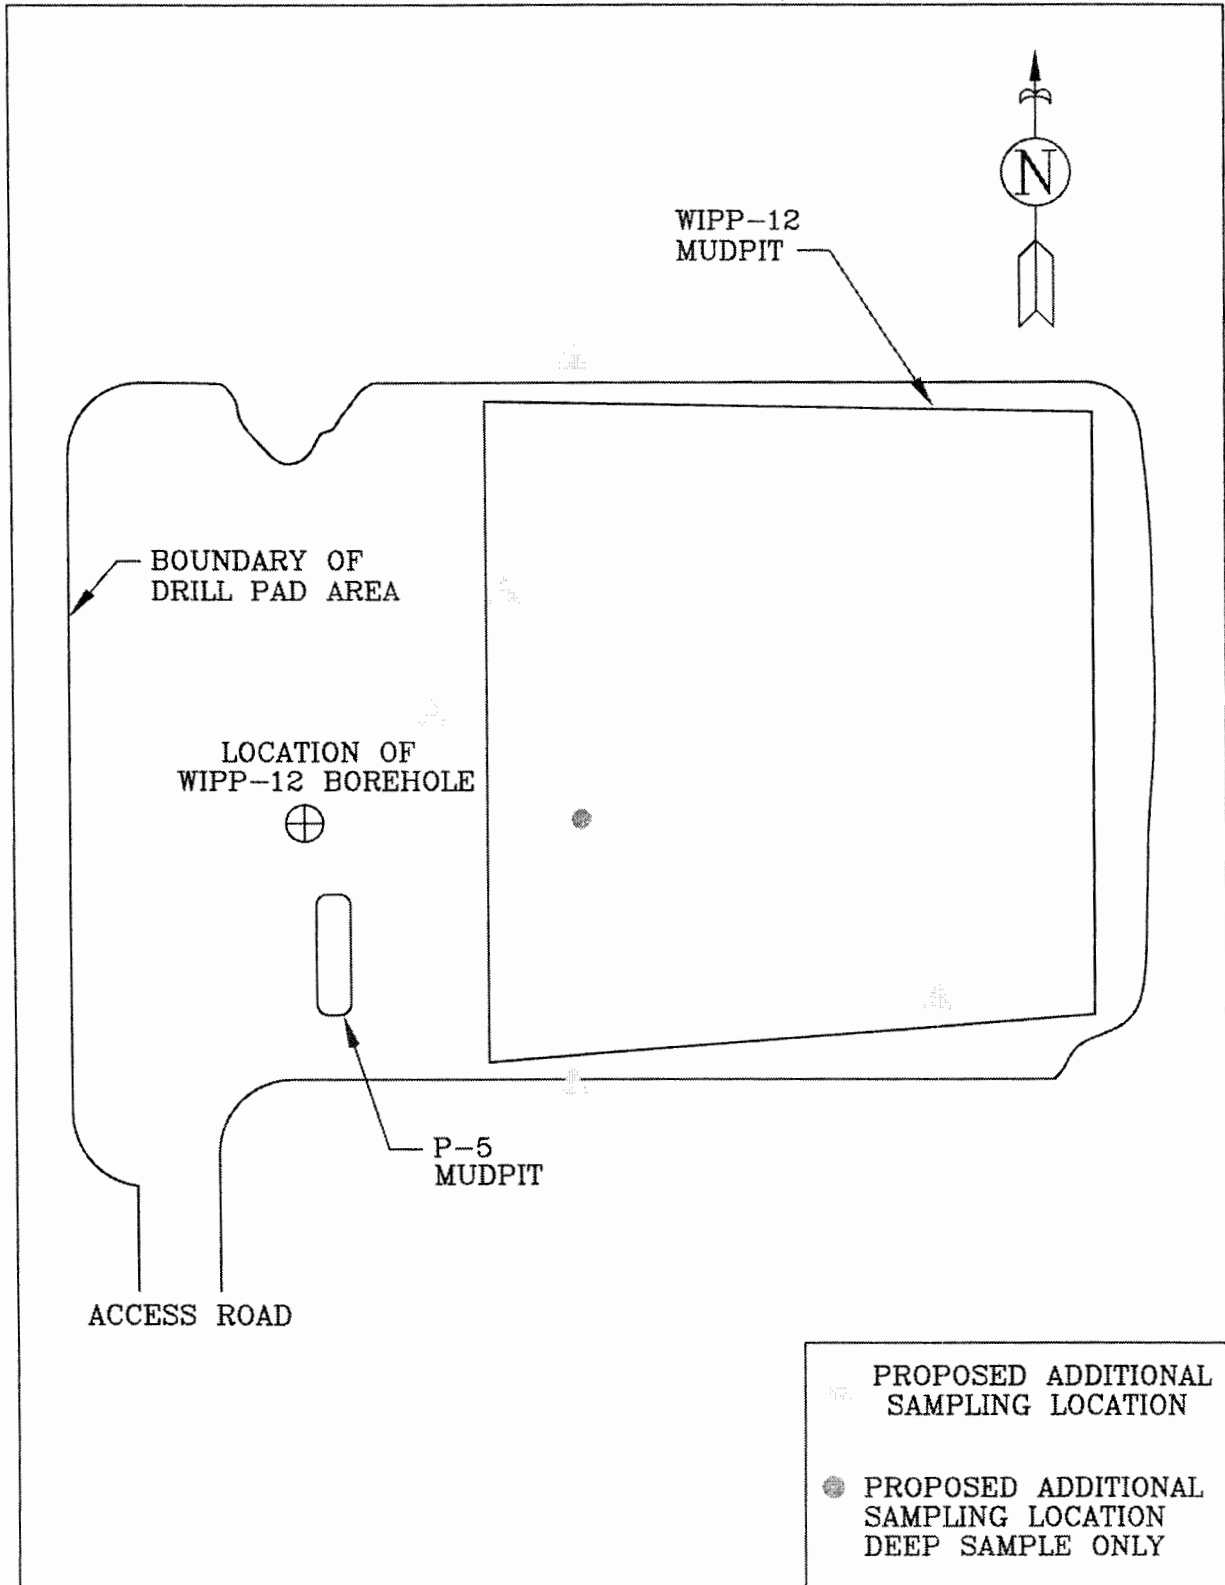 N
WIPP-12
MUDPIT
BOUNDARY OF
DRILL PAD AREA
LOCATION OF
WIPP-12 BOREHOLE
P-5
MUDPIT
ACCESS ROAD
PROPOSED ADDITIONAL
SAMPLING LOCATION
PROPOSED ADDITIONAL
SAMPLING LOCATION
DEEP SAMPLE ONLY